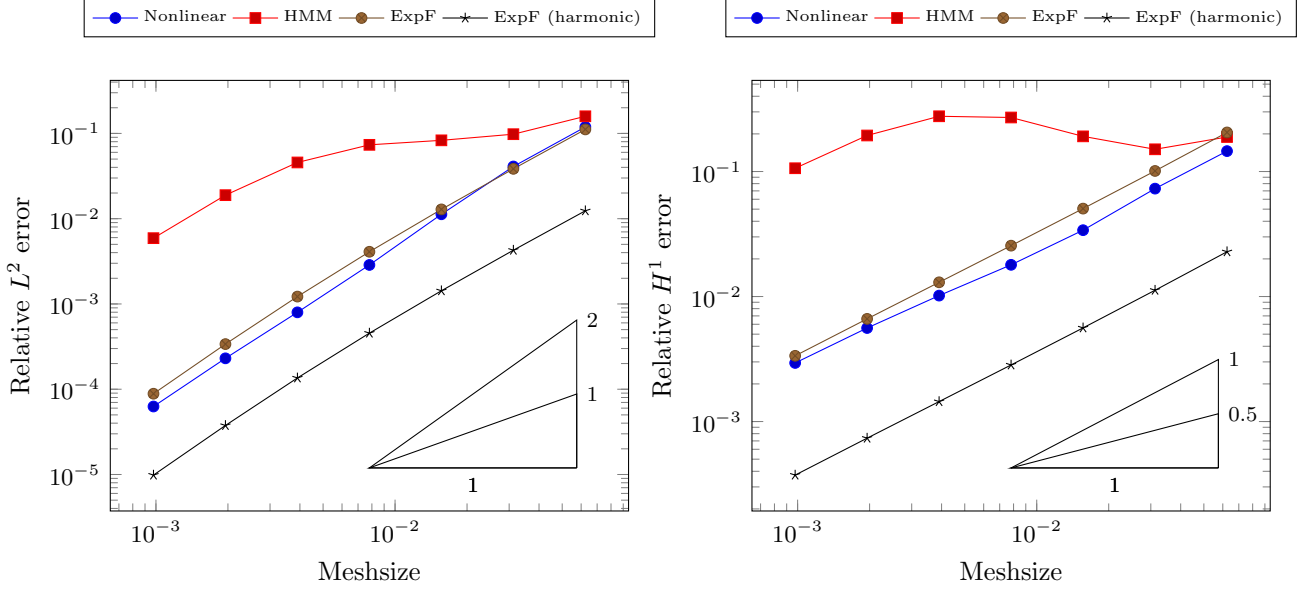 Nonlinear HMM ExpF ExpF (harmonic)
10^{-1}
10^{-2}
10^{-3}
10^{-4}
10^{-5}
Relative L^2 error
2
1
1
10^{-3} 10^{-2}
Meshsize
Nonlinear HMM ExpF ExpF (harmonic)
10^{-1}
10^{-2}
10^{-3}
Relative H^1 error
1
0.5
1
10^{-3} 10^{-2}
Meshsize